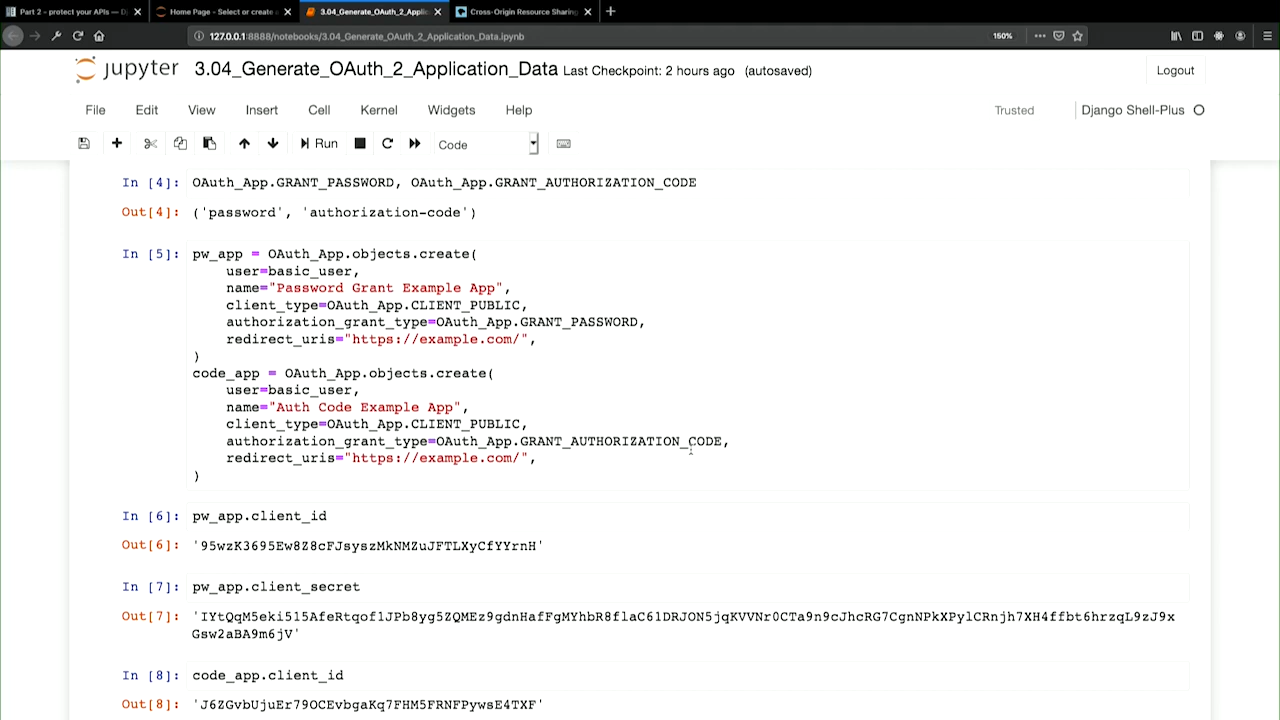 Part 2 – protect your APIs — D
Home Page - Select or create a
3.04_Generate_OAuth_2_Applic
Cross-Origin Resource Sharing
127.0.0.1:8888/notebooks/3.04_Generate_OAuth_2_Application_Data.ipynb
150%
jupyter 3.04_Generate_OAuth_2_Application_Data Last Checkpoint: 2 hours ago (autosaved)
Logout
File Edit View Insert Cell Kernel Widgets Help
Trusted
Django Shell-Plus
Run
Code
In [4]: OAuth_App.GRANT_PASSWORD, OAuth_App.GRANT_AUTHORIZATION_CODE
Out[4]: ('password', 'authorization-code')
In [5]: pw_app = OAuth_App.objects.create(
user=basic_user,
name="Password Grant Example App",
client_type=OAuth_App.CLIENT_PUBLIC,
authorization_grant_type=OAuth_App.GRANT_PASSWORD,
redirect_uris="https://example.com/",
)
code_app = OAuth_App.objects.create(
user=basic_user,
name="Auth Code Example App",
client_type=OAuth_App.CLIENT_PUBLIC,
authorization_grant_type=OAuth_App.GRANT_AUTHORIZATION_CODE,
redirect_uris="https://example.com/",
)
In [6]: pw_app.client_id
Out[6]: '95wzK3695Ew8Z8cFJsyszMkNMZuJFTLXyCfYYrnH'
In [7]: pw_app.client_secret
Out[7]: 'IYtQqM5eki515AfeRtqof1JPb8yg5ZQMEz9gdnHafFgMYhbR8flaC61DRJON5jqKVVNr0CTa9n9cJhcRG7CgnNPkXPylCRnjh7XH4ffbt6hrzqL9zJ9x
Gsw2aBA9m6jV'
In [8]: code_app.client_id
Out[8]: 'J6ZGvbUjuEr79OCEvbgaKq7FHM5FRNFPywsE4TXF'